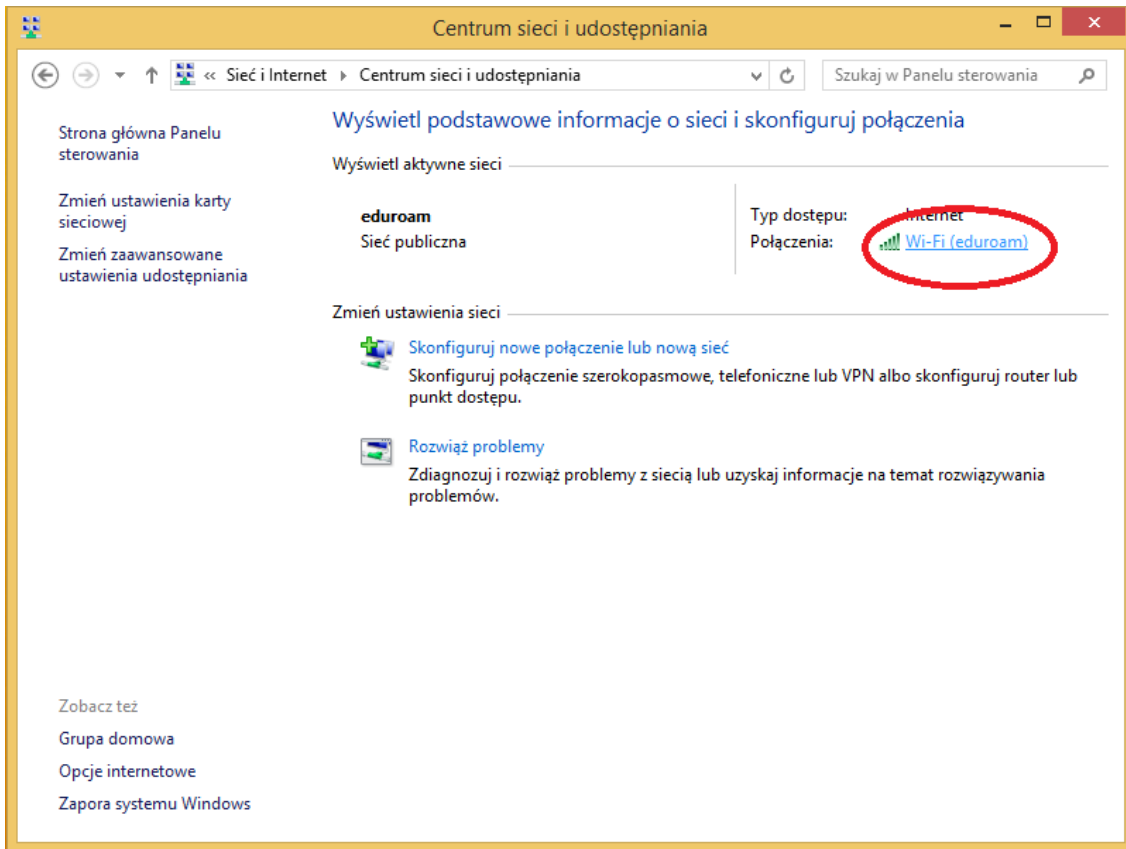 Centrum sieci i udostępniania
« Sieć i Internet Centrum sieci i udostępniania
Szukaj w Panelu sterowania
Strona główna Panelu
sterowania
Zmień ustawienia karty
sieciowej
Zmień zaawansowane
ustawienia udostępniania
Wyświetl podstawowe informacje o sieci i skonfiguruj połączenia
Wyświetl aktywne sieci
eduroam
Sieć publiczna
Typ dostępu: Internet
Połączenia: Wi-Fi (eduroam)
Zmień ustawienia sieci
Skonfiguruj nowe połączenie lub nową sieć
Skonfiguruj połączenie szerokopasmowe, telefoniczne lub VPN albo skonfiguruj router lub
punkt dostępu.
Rozwiąż problemy
Zdiagnozuj i rozwiąż problemy z siecią lub uzyskaj informacje na temat rozwiązywania
problemów.
Zobacz też
Grupa domowa
Opcje internetowe
Zapora systemu Windows